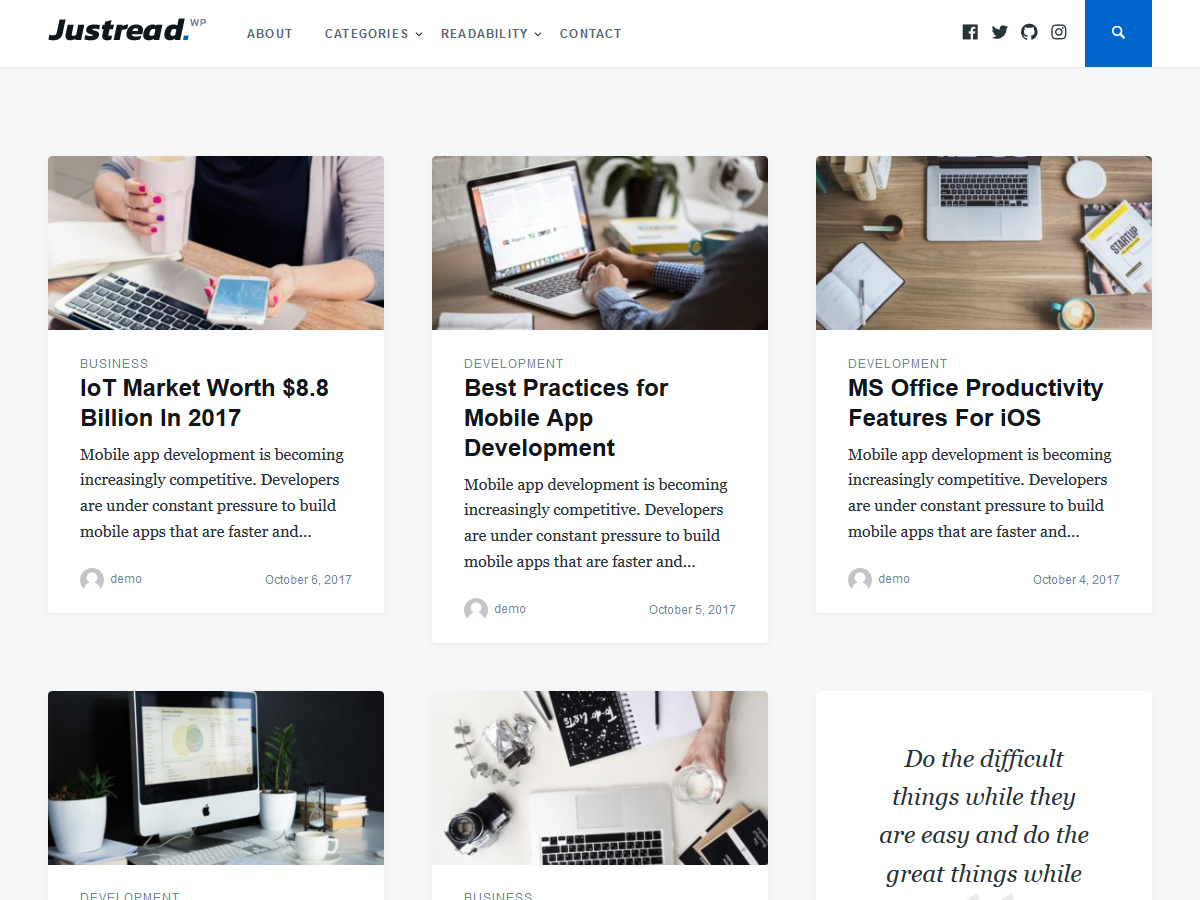 Justread.WP
ABOUT
CATEGORIES
READABILITY
CONTACT
STARTUP
BUSINESS
IoT Market Worth $8.8
Billion In 2017
Mobile app development is becoming
increasingly competitive. Developers
are under constant pressure to build
mobile apps that are faster and...
demo
October 6, 2017
DEVELOPMENT
Best Practices for
Mobile App
Development
Mobile app development is becoming
increasingly competitive. Developers
are under constant pressure to build
mobile apps that are faster and...
demo
October 5, 2017
DEVELOPMENT
MS Office Productivity
Features For iOS
Mobile app development is becoming
increasingly competitive. Developers
are under constant pressure to build
mobile apps that are faster and...
demo
October 4, 2017
To do lists
DEVELOPMENT
BUSINESS
Do the difficult
things while they
are easy and do the
great things while